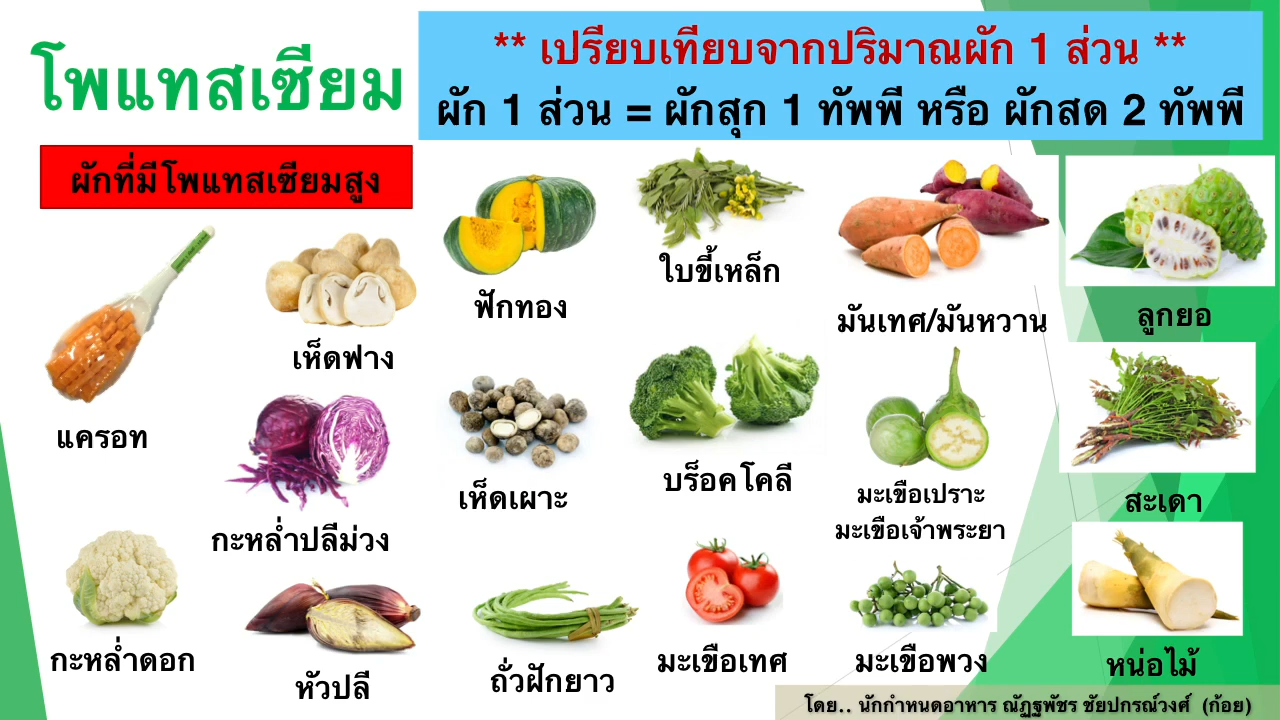 โพแทสเซียม
** เปรียบเทียบจากปริมาณผัก 1 ส่วน **
ผัก 1 ส่วน = ผักสุก 1 ทัพพี หรือ ผักสด 2 ทัพพี
ผักที่มีโพแทสเซียมสูง
แครอท
เห็ดฟาง
ฟักทอง
ใบขี้เหล็ก
มันเทศ/มันหวาน
ลูกยอ
กะหล่ำปลีม่วง
เห็ดเผาะ
บร็อคโคลี
มะเขือเปราะ
มะเขือเจ้าพระยา
สะเดา
กะหล่ำดอก
หัวปลี
ถั่วฝักยาว
มะเขือเทศ
มะเขือพวง
หน่อไม้
โดย.. นักกำหนดอาหาร ณัฏฐพัชร ชัยปกรณ์วงศ์ (ก้อย)